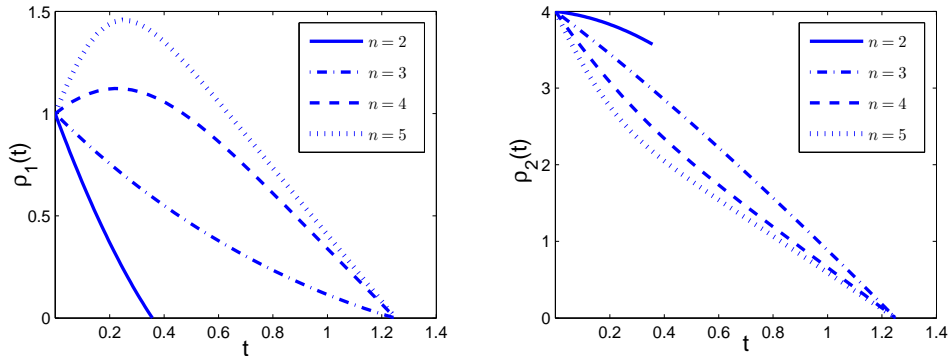 1.5
1
0.5
0
0.2
0.4
0.6
0.8
1
1.2
1.4
ρ1(t)
t
n = 2
n = 3
n = 4
n = 5
4
3
2
1
0
0
0.2
0.4
0.6
0.8
1
1.2
1.4
ρ2(t)
t
n = 2
n = 3
n = 4
n = 5